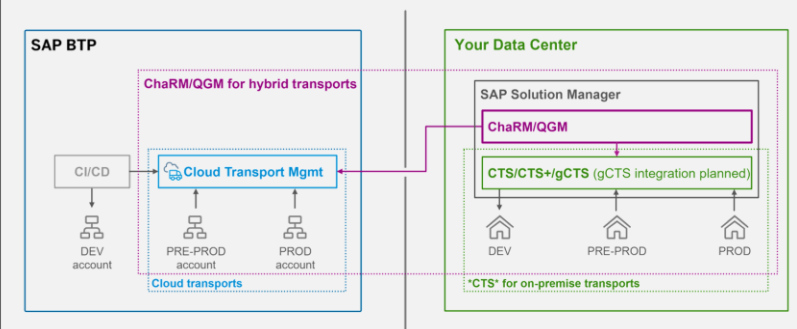 SAP BTP
Your Data Center
ChaRM/QGM for hybrid transports
SAP Solution Manager
ChaRM/QGM
CI/CD
Cloud Transport Mgmt
CTS/CTS+/gCTS (gCTS integration planned)
DEV
account
PRE-PROD
account
PROD
account
DEV
PRE-PROD
PROD
Cloud transports
*CTS* for on-premise transports